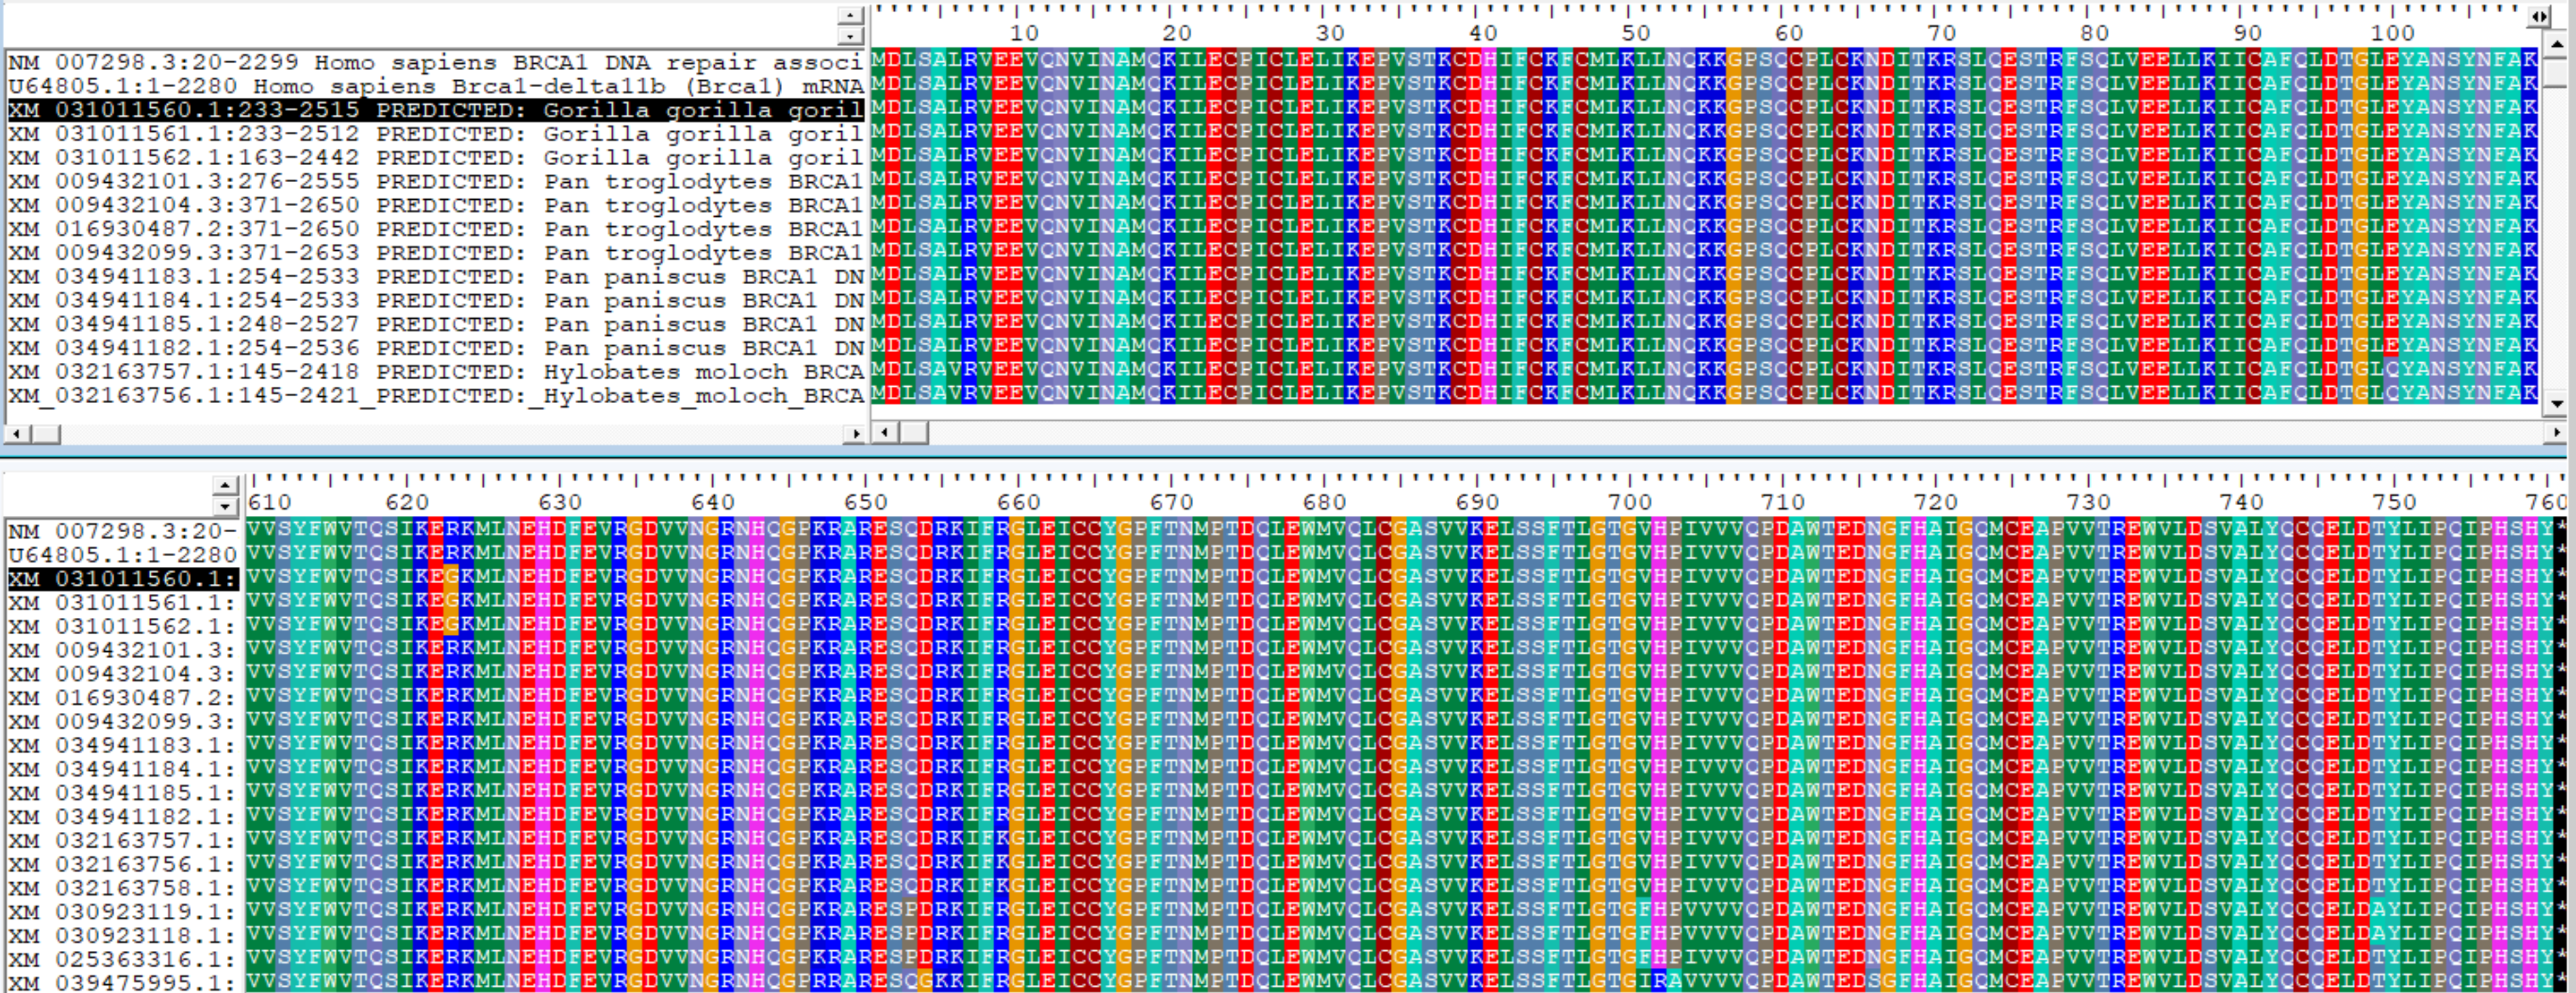 10 20 30 40 50 60 70 80 90 100
NM 007298.3:20-2299 Homo sapiens BRCA1 DNA repair associ MDLSALRVEEVQNVINAMQKILECPICLELIKEPVSTKCDHIFCKFCMLKLLNQKKGPSQCPLCKNDITKRSLQESTRFSQLVEELLKIICAFQLDTGLEYANSYNFAK
U64805.1:1-2280 Homo sapiens Brca1-delta11b (Brca1) mRNA MDLSALRVEEVQNVINAMQKILECPICLELIKEPVSTKCDHIFCKFCMLKLLNQKKGPSQCPLCKNDITKRSLQESTRFSQLVEELLKIICAFQLDTGLEYANSYNFAK
XM 031011560.1:233-2515 PREDICTED: Gorilla gorilla goril MDLSALRVEEVQNVINAMQKILECPICLELIKEPVSTKCDHIFCKFCMLKLLNQKKGPSQCPLCKNDITKRSLQESTRFSQLVEELLKIICAFQLDTGLEYANSYNFAK
XM 031011561.1:233-2512 PREDICTED: Gorilla gorilla goril MDLSALRVEEVQNVINAMQKILECPICLELIKEPVSTKCDHIFCKFCMLKLLNQKKGPSQCPLCKNDITKRSLQESTRFSQLVEELLKIICAFQLDTGLEYANSYNFAK
XM 031011562.1:163-2442 PREDICTED: Gorilla gorilla goril MDLSALRVEEVQNVINAMQKILECPICLELIKEPVSTKCDHIFCKFCMLKLLNQKKGPSQCPLCKNDITKRSLQESTRFSQLVEELLKIICAFQLDTGLEYANSYNFAK
XM 009432101.3:276-2555 PREDICTED: Pan troglodytes BRCA1 MDLSALRVEEVQNVINAMQKILECPICLELIKEPVSTKCDHIFCKFCMLKLLNQKKGPSQCPLCKNDITKRSLQESTRFSQLVEELLKIICAFQLDTGLEYANSYNFAK
XM 009432104.3:371-2650 PREDICTED: Pan troglodytes BRCA1 MDLSALRVEEVQNVINAMQKILECPICLELIKEPVSTKCDHIFCKFCMLKLLNQKKGPSQCPLCKNDITKRSLQESTRFSQLVEELLKIICAFQLDTGLEYANSYNFAK
XM 016930487.2:371-2650 PREDICTED: Pan troglodytes BRCA1 MDLSALRVEEVQNVINAMQKILECPICLELIKEPVSTKCDHIFCKFCMLKLLNQKKGPSQCPLCKNDITKRSLQESTRFSQLVEELLKIICAFQLDTGLEYANSYNFAK
XM 009432099.3:371-2653 PREDICTED: Pan troglodytes BRCA1 MDLSALRVEEVQNVINAMQKILECPICLELIKEPVSTKCDHIFCKFCMLKLLNQKKGPSQCPLCKNDITKRSLQESTRFSQLVEELLKIICAFQLDTGLEYANSYNFAK
XM 034941183.1:254-2533 PREDICTED: Pan paniscus BRCA1 DN MDLSALRVEEVQNVINAMQKILECPICLELIKEPVSTKCDHIFCKFCMLKLLNQKKGPSQCPLCKNDITKRSLQESTRFSQLVEELLKIICAFQLDTGLEYANSYNFAK
XM 034941184.1:254-2533 PREDICTED: Pan paniscus BRCA1 DN MDLSALRVEEVQNVINAMQKILECPICLELIKEPVSTKCDHIFCKFCMLKLLNQKKGPSQCPLCKNDITKRSLQESTRFSQLVEELLKIICAFQLDTGLEYANSYNFAK
XM 034941185.1:248-2527 PREDICTED: Pan paniscus BRCA1 DN MDLSALRVEEVQNVINAMQKILECPICLELIKEPVSTKCDHIFCKFCMLKLLNQKKGPSQCPLCKNDITKRSLQESTRFSQLVEELLKIICAFQLDTGLEYANSYNFAK
XM 034941182.1:254-2536 PREDICTED: Pan paniscus BRCA1 DN MDLSALRVEEVQNVINAMQKILECPICLELIKEPVSTKCDHIFCKFCMLKLLNQKKGPSQCPLCKNDITKRSLQESTRFSQLVEELLKIICAFQLDTGLEYANSYNFAK
XM 032163757.1:145-2418 PREDICTED: Hylobates moloch BRCA MDLSAVRVEEVQNVINAMQKILECPICLELIKEPVSTKCDHIFCKFCMLKLLNQKKGPSQCPLCKNDITKRSLQESTRFSQLVEELLKIICAFQLDTGLQYANSYNFAK
XM_032163756.1:145-2421_PREDICTED:_Hylobates_moloch_BRCA MDLSAVRVEEVQNVINAMQKILECPICLELIKEPVSTKCDHIFCKFCMLKLLNQKKGPSQCPLCKNDITKRSLQESTRFSQLVEELLKIICAFQLDTGLQYANSYNFAK
610 620 630 640 650 660 670 680 690 700 710 720 730 740 750 760
NM 007298.3:20- VVSYFWVTQSIKERKMLNEHDFEVRGDVVNGRNHQGPKRARESQDRKIFRGLEICCYGPFTNMPTDQLEWMVQLCGASVVKELSSFTLGTGVHPIVVVQPDAWTEDNGFHAIGQMCEAPVVTREWVLDSVALYQCQELDTYLIPQIPHSHY*
U64805.1:1-2280 VVSYFWVTQSIKERKMLNEHDFEVRGDVVNGRNHQGPKRARESQDRKIFRGLEICCYGPFTNMPTDQLEWMVQLCGASVVKELSSFTLGTGVHPIVVVQPDAWTEDNGFHAIGQMCEAPVVTREWVLDSVALYQCQELDTYLIPQIPHSHY*
XM 031011560.1: VVSYFWVTQSIKEGKMLNEHDFEVRGDVVNGRNHQGPKRARESQDRKIFRGLEICCYGPFTNMPTDQLEWMVQLCGASVVKELSSFTLGTGVHPIVVVQPDAWTEDNGFHAIGQMCEAPVVTREWVLDSVALYQCQELDTYLIPQIPHSHY*
XM 031011561.1: VVSYFWVTQSIKEGKMLNEHDFEVRGDVVNGRNHQGPKRARESQDRKIFRGLEICCYGPFTNMPTDQLEWMVQLCGASVVKELSSFTLGTGVHPIVVVQPDAWTEDNGFHAIGQMCEAPVVTREWVLDSVALYQCQELDTYLIPQIPHSHY*
XM 031011562.1: VVSYFWVTQSIKEGKMLNEHDFEVRGDVVNGRNHQGPKRARESQDRKIFRGLEICCYGPFTNMPTDQLEWMVQLCGASVVKELSSFTLGTGVHPIVVVQPDAWTEDNGFHAIGQMCEAPVVTREWVLDSVALYQCQELDTYLIPQIPHSHY*
XM 009432101.3: VVSYFWVTQSIKERKMLNEHDFEVRGDVVNGRNHQGPKRARESQDRKIFRGLEICCYGPFTNMPTDQLEWMVQLCGASVVKELSSFTLGTGVHPIVVVQPDAWTEDNGFHAIGQMCEAPVVTREWVLDSVALYQCQELDTYLIPQIPHSHY*
XM 009432104.3: VVSYFWVTQSIKERKMLNEHDFEVRGDVVNGRNHQGPKRARESQDRKIFRGLEICCYGPFTNMPTDQLEWMVQLCGASVVKELSSFTLGTGVHPIVVVQPDAWTEDNGFHAIGQMCEAPVVTREWVLDSVALYQCQELDTYLIPQIPHSHY*
XM 016930487.2: VVSYFWVTQSIKERKMLNEHDFEVRGDVVNGRNHQGPKRARESQDRKIFRGLEICCYGPFTNMPTDQLEWMVQLCGASVVKELSSFTLGTGVHPIVVVQPDAWTEDNGFHAIGQMCEAPVVTREWVLDSVALYQCQELDTYLIPQIPHSHY*
XM 009432099.3: VVSYFWVTQSIKERKMLNEHDFEVRGDVVNGRNHQGPKRARESQDRKIFRGLEICCYGPFTNMPTDQLEWMVQLCGASVVKELSSFTLGTGVHPIVVVQPDAWTEDNGFHAIGQMCEAPVVTREWVLDSVALYQCQELDTYLIPQIPHSHY*
XM 034941183.1: VVSYFWVTQSIKERKMLNEHDFEVRGDVVNGRNHQGPKRARESQDRKIFRGLEICCYGPFTNMPTDQLEWMVQLCGASVVKELSSFTLGTGVHPIVVVQPDAWTEDNGFHAIGQMCEAPVVTREWVLDSVALYQCQELDTYLIPQIPHSHY*
XM 034941184.1: VVSYFWVTQSIKERKMLNEHDFEVRGDVVNGRNHQGPKRARESQDRKIFRGLEICCYGPFTNMPTDQLEWMVQLCGASVVKELSSFTLGTGVHPIVVVQPDAWTEDNGFHAIGQMCEAPVVTREWVLDSVALYQCQELDTYLIPQIPHSHY*
XM 034941185.1: VVSYFWVTQSIKERKMLNEHDFEVRGDVVNGRNHQGPKRARESQDRKIFRGLEICCYGPFTNMPTDQLEWMVQLCGASVVKELSSFTLGTGVHPIVVVQPDAWTEDNGFHAIGQMCEAPVVTREWVLDSVALYQCQELDTYLIPQIPHSHY*
XM 034941182.1: VVSYFWVTQSIKERKMLNEHDFEVRGDVVNGRNHQGPKRARESQDRKIFRGLEICCYGPFTNMPTDQLEWMVQLCGASVVKELSSFTLGTGVHPIVVVQPDAWTEDNGFHAIGQMCEAPVVTREWVLDSVALYQCQELDTYLIPQIPHSHY*
XM 032163757.1: VVSYFWVTQSIKERKMLNEHDFEVRGDVVNGRNHQGPKRARESQDRKIFKGLEICCYGPFTNMPTDQLEWMVQLCGASVVKELSSFTLGTGVHPIVVVQPDAWTEDNGFHAIGQMCEAPVVTREWVLDSVALYQCQELDTYLIPQIPHSHY*
XM 032163756.1: VVSYFWVTQSIKERKMLNEHDFEVRGDVVNGRNHQGPKRARESQDRKIFKGLEICCYGPFTNMPTDQLEWMVQLCGASVVKELSSFTLGTGVHPIVVVQPDAWTEDNGFHAIGQMCEAPVVTREWVLDSVALYQCQELDTYLIPQIPHSHY*
XM 032163758.1: VVSYFWVTQSIKERKMLNEHDFEVRGDVVNGRNHQGPKRARESQDRKIFKGLEICCYGPFTNMPTDQLEWMVQLCGASVVKELSSFTLGTGVHPIVVVQPDAWTEDNGFHAIGQMCEAPVVTREWVLDSVALYQCQELDTYLIPQIPHSHY*
XM 030923119.1: VVSYFWVTQSIKERKMLNEHDFEVRGDVVNGRNHQGPKRARESPDRKIFRGLEICCYGPFTNMPTDQLEWMVQLCGASVVKELSSFTLGTGFHPVVVVQPDAWTEDNGFHAIGQMCEAPVVTREWVLDSVALYQCQELDAYLIPQIPHSHY*
XM 030923118.1: VVSYFWVTQSIKERKMLNEHDFEVRGDVVNGRNHQGPKRARESPDRKIFRGLEICCYGPFTNMPTDQLEWMVQLCGASVVKELSSFTLGTGFHPVVVVQPDAWTEDNGFHAIGQMCEAPVVTREWVLDSVALYQCQELDAYLIPQIPHSHY*
XM 025363316.1: VVSYFWVTQSIKERKMLNEHDFEVRGDVVNGRNHQGPKRARESPDRKIFRGLEICCYGPFTNMPTDQLEWMVQLCGASVVKELSSFTLGTGFHPIVVVQPDAWTEDNGFHAIGQMCEAPVVTREWVLDSVALYQCQELDTYLIPQIPHSHY*
XM 039475995.1: VVSYFWVTQSIKERKMLNEHDFEVRGDVVNGRNHQGPRRARESQGKKIFRGLEICCYGPFTNMPTDQLEWMVQLCGASVVKELSSFTLGTGIRAVVVVQPDAWTEDSGFHAIGQMCEAPVVTREWVLDSVALYQCQELDTYLIPQIPHSHY*